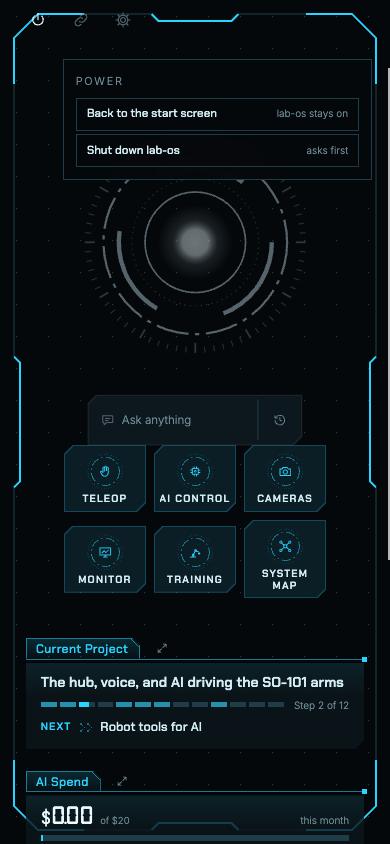 POWER
Back to the start screen lab-os stays on
Shut down lab-os asks first
Ask anything
TELEOP AI CONTROL CAMERAS
MONITOR TRAINING SYSTEM MAP
Current Project
The hub, voice, and AI driving the SO-101 arms
Step 2 of 12
NEXT Robot tools for AI
AI Spend
$0.00 of $20 this month